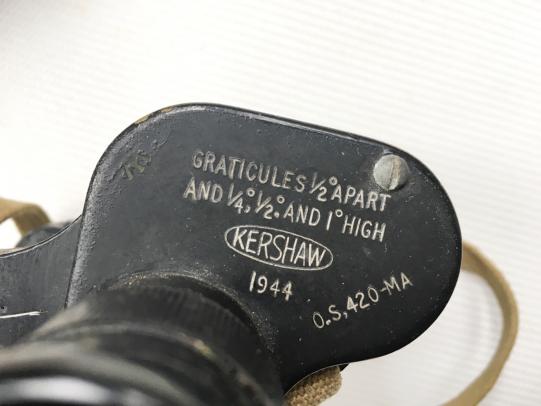 GRATICULES ½° APART
AND ¼°, ½° AND 1° HIGH
KERSHAW
1944
O.S, 420-MA